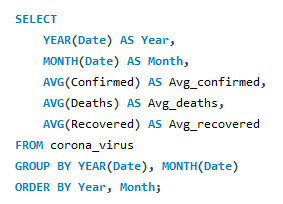 SELECT
    YEAR(Date) AS Year,
    MONTH(Date) AS Month,
    AVG(Confirmed) AS Avg_confirmed,
    AVG(Deaths) AS Avg_deaths,
    AVG(Recovered) AS Avg_recovered
FROM corona_virus
GROUP BY YEAR(Date), MONTH(Date)
ORDER BY Year, Month;